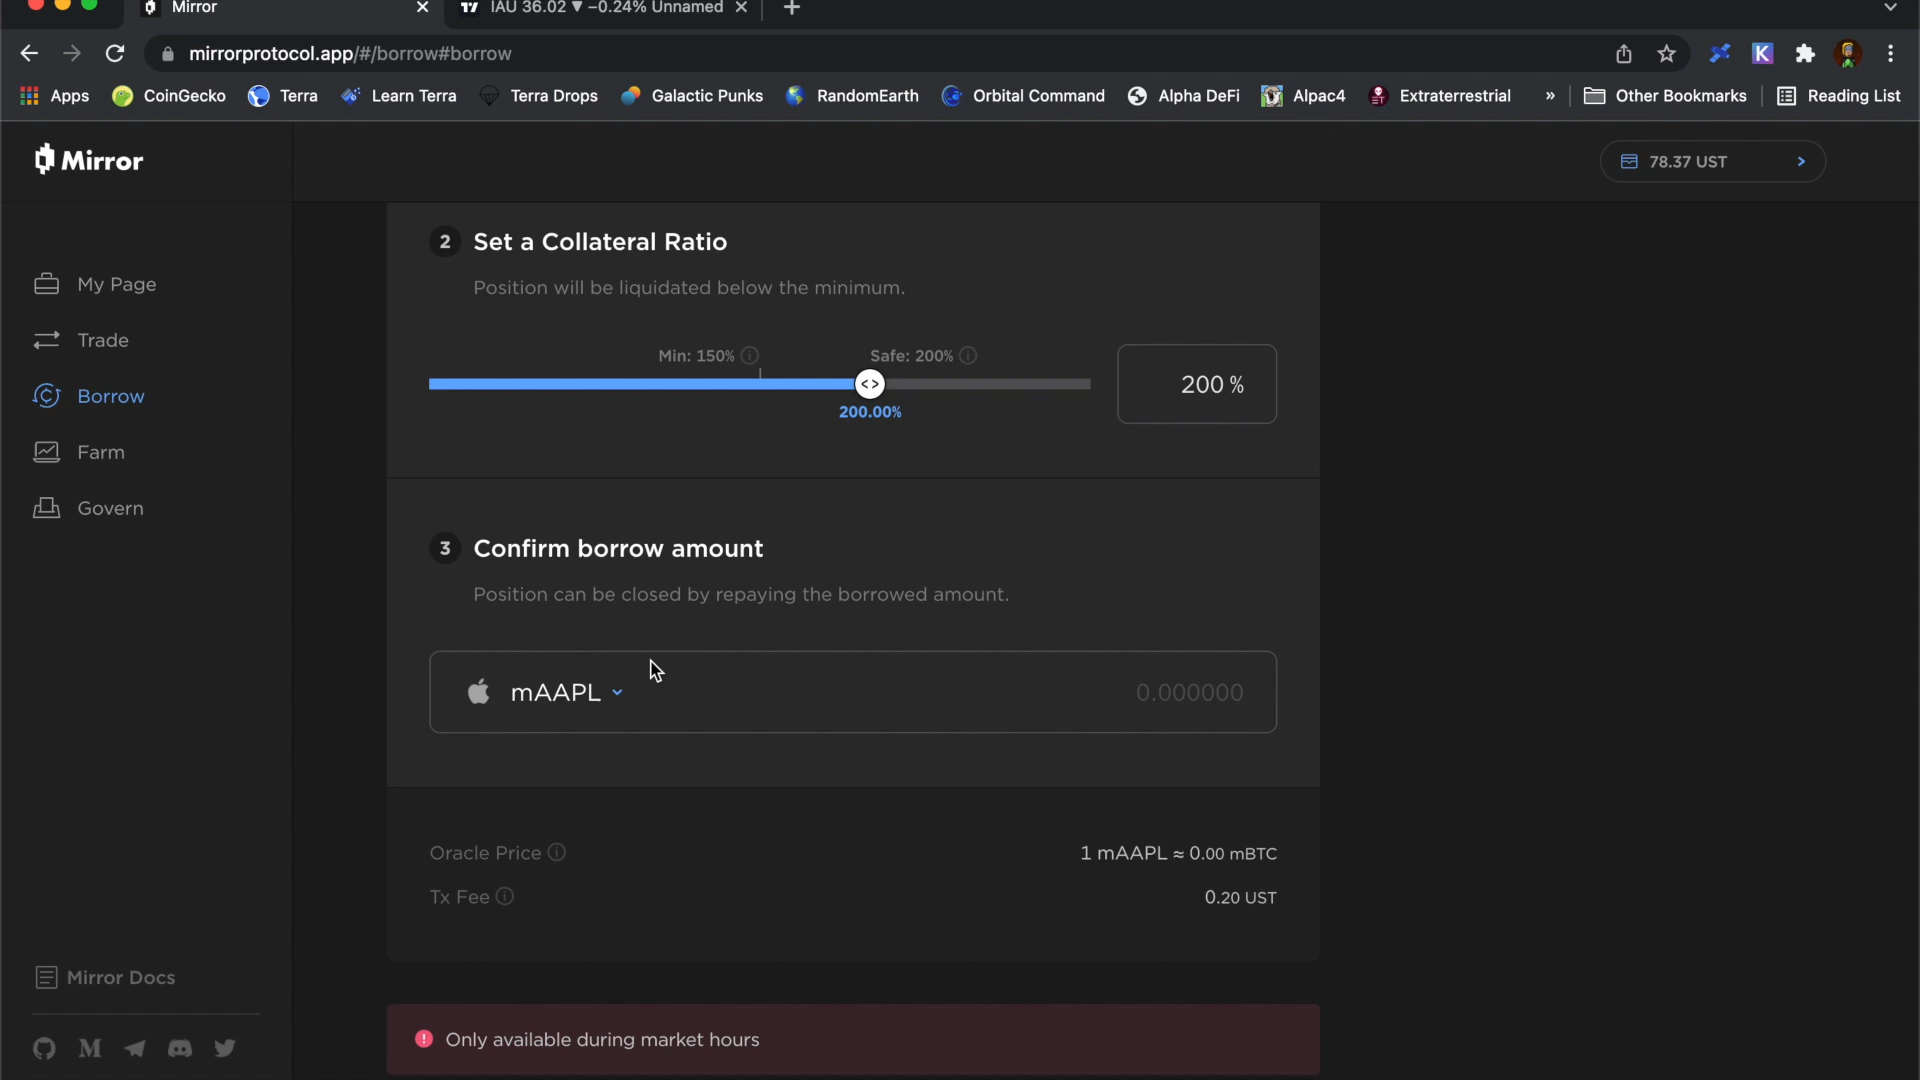 Mirror
IAU 36.02 ▼ −0.24% Unnamed
mirrorprotocol.app/#/borrow#borrow
K
Apps
CoinGecko
Terra
Learn Terra
Terra Drops
Galactic Punks
RandomEarth
Orbital Command
Alpha DeFi
Alpac4
Extraterrestrial
»
Other Bookmarks
Reading List
Mirror
78.37 UST
My Page
Trade
Borrow
Farm
Govern
Mirror Docs
2 Set a Collateral Ratio
Position will be liquidated below the minimum.
Min: 150%
Safe: 200%
200.00%
200 %
3 Confirm borrow amount
Position can be closed by repaying the borrowed amount.
mAAPL
0.000000
Oracle Price
1 mAAPL ≈ 0.00 mBTC
Tx Fee
0.20 UST
Only available during market hours